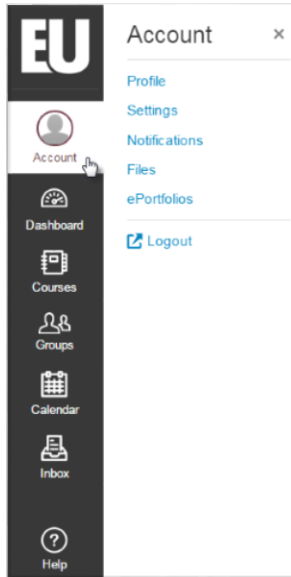 EU
Account
Dashboard
Courses
Groups
Calendar
Inbox
?
Help
Account ×
Profile
Settings
Notifications
Files
ePortfolios
Logout